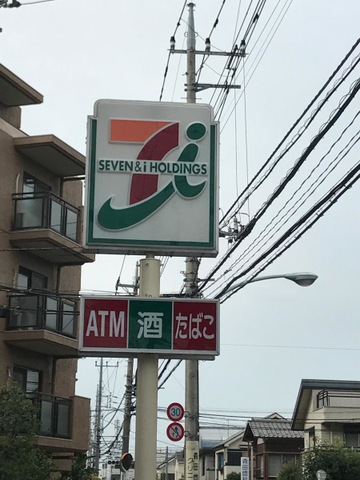 SEVEN&i HOLDINGS
ATM 酒 たばこ
30